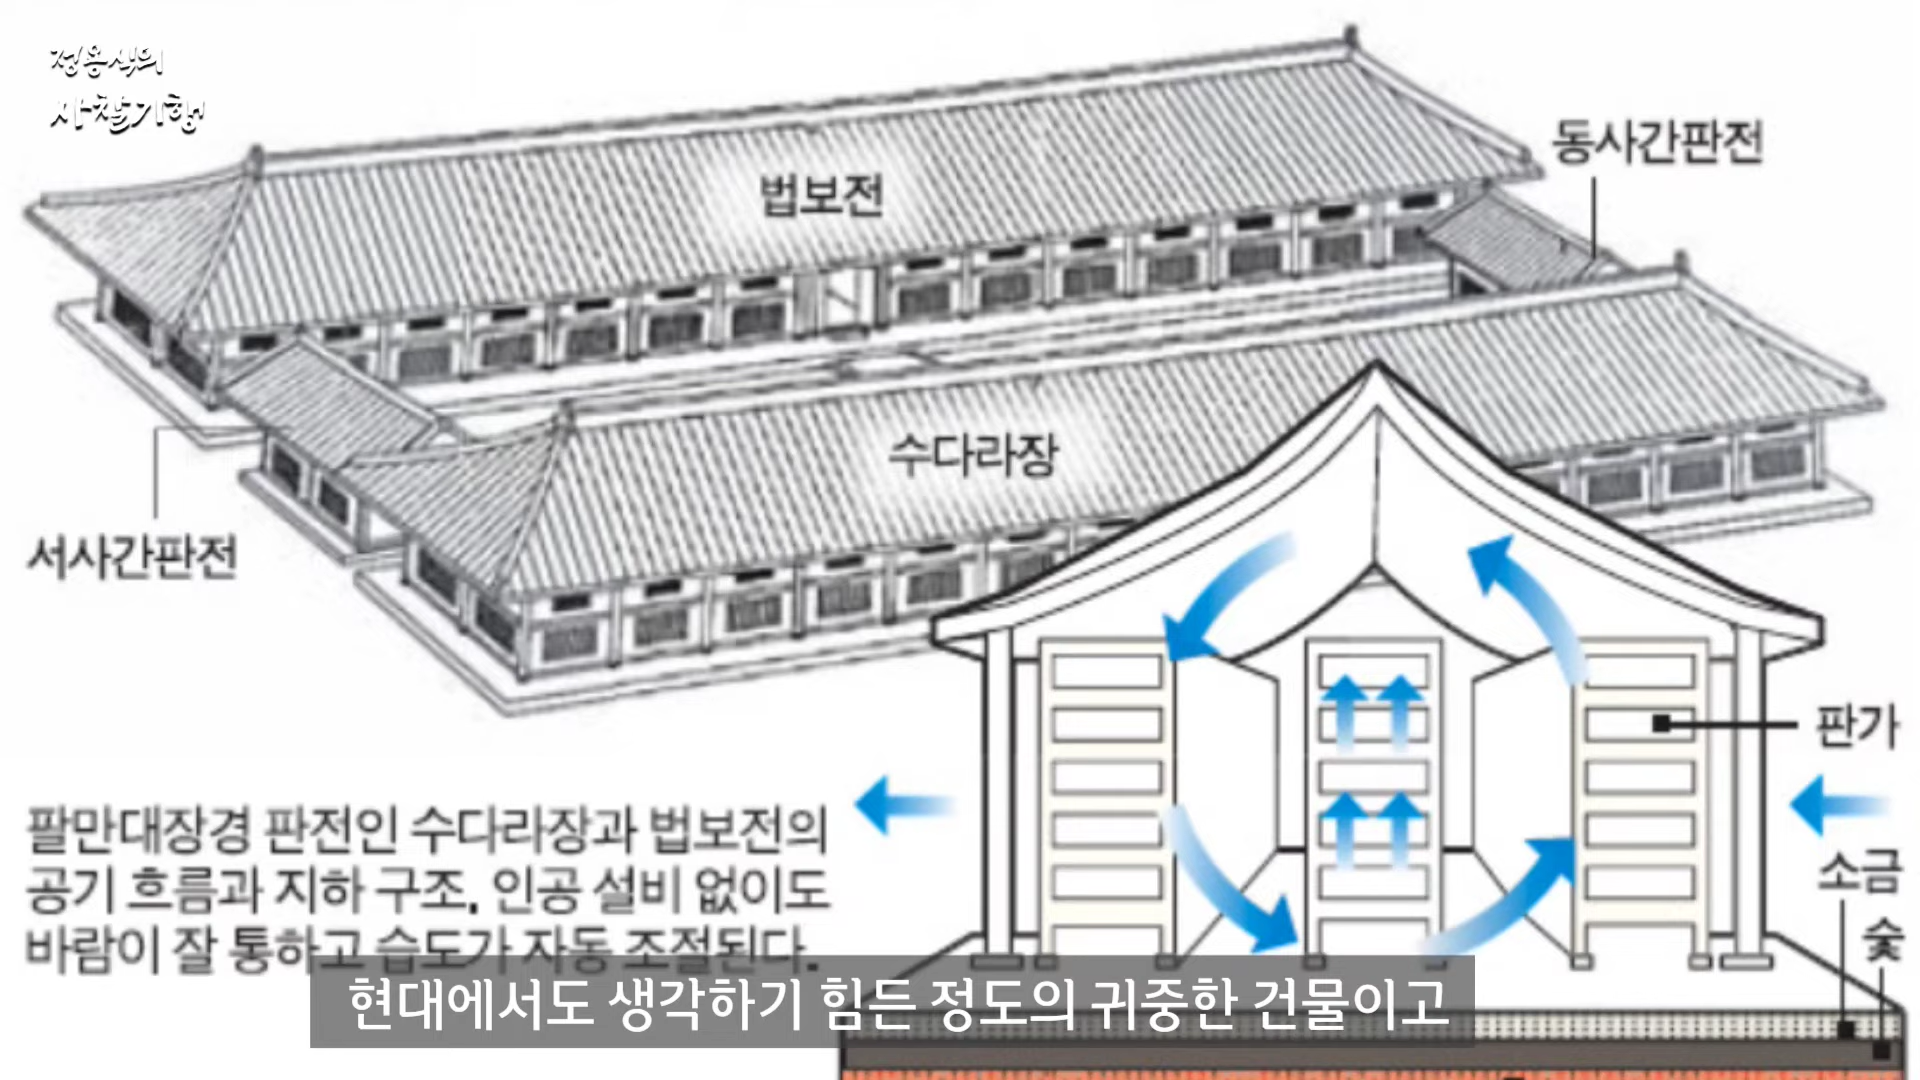 정용식의
사찰기행
법보전
동사간판전
수다라장
서사간판전
판가
소금
숯
팔만대장경 판전인 수다라장과 법보전의
공기 흐름과 지하 구조. 인공 설비 없이도
바람이 잘 통하고 습도가 자동 조절된다.
현대에서도 생각하기 힘든 정도의 귀중한 건물이고